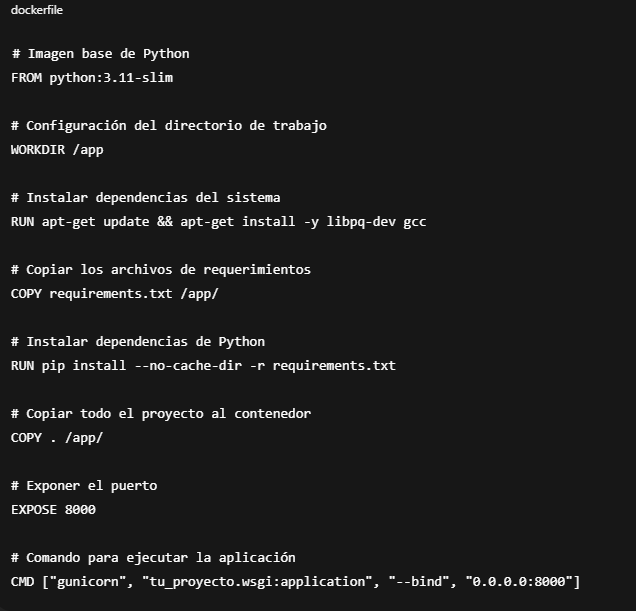 dockerfile
# Imagen base de Python
FROM python:3.11-slim
# Configuración del directorio de trabajo
WORKDIR /app
# Instalar dependencias del sistema
RUN apt-get update && apt-get install -y libpq-dev gcc
# Copiar los archivos de requerimientos
COPY requirements.txt /app/
# Instalar dependencias de Python
RUN pip install --no-cache-dir -r requirements.txt
# Copiar todo el proyecto al contenedor
COPY . /app/
# Exponer el puerto
EXPOSE 8000
# Comando para ejecutar la aplicación
CMD ["gunicorn", "tu_proyecto.wsgi:application", "--bind", "0.0.0.0:8000"]